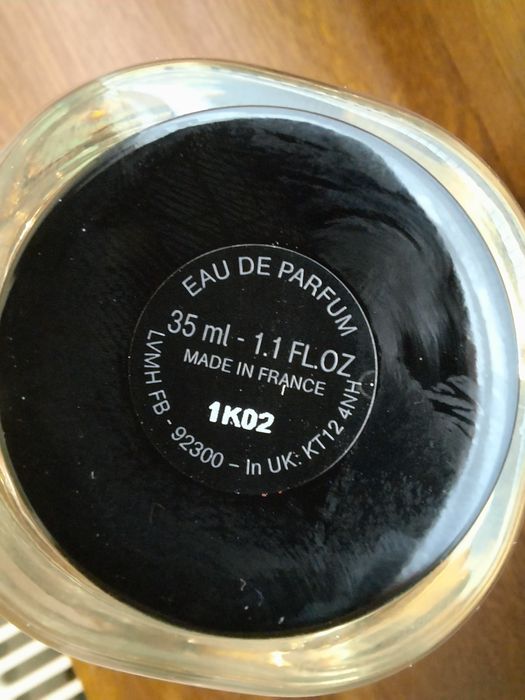 EAU DE PARFUM
35 ml - 1.1 FL.OZ
MADE IN FRANCE
1K02
LVMH FB - 92300 - In UK: KT12 4NH